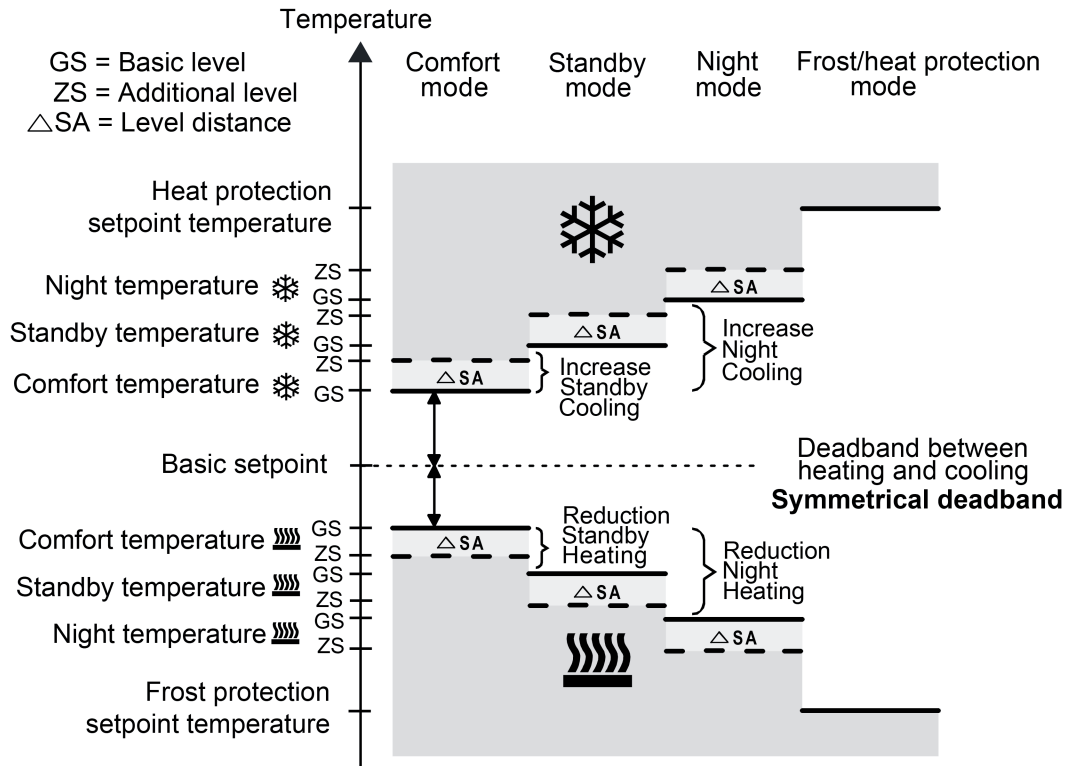 Temperature
GS = Basic level
ZS = Additional level
△SA = Level distance
Comfort
mode
Standby
mode
Night
mode
Frost/heat protection
mode
Heat protection
setpoint temperature
Night temperature
ZS
GS
Standby temperature
ZS
GS
Comfort temperature
ZS
GS
△SA
△SA
△SA
Increase
Standby
Cooling
Increase
Night
Cooling
Basic setpoint
Deadband between
heating and cooling
Symmetrical deadband
Comfort temperature
GS
ZS
Standby temperature
GS
ZS
Night temperature
GS
ZS
△SA
△SA
△SA
Reduction
Standby
Heating
Reduction
Night
Heating
Frost protection
setpoint temperature